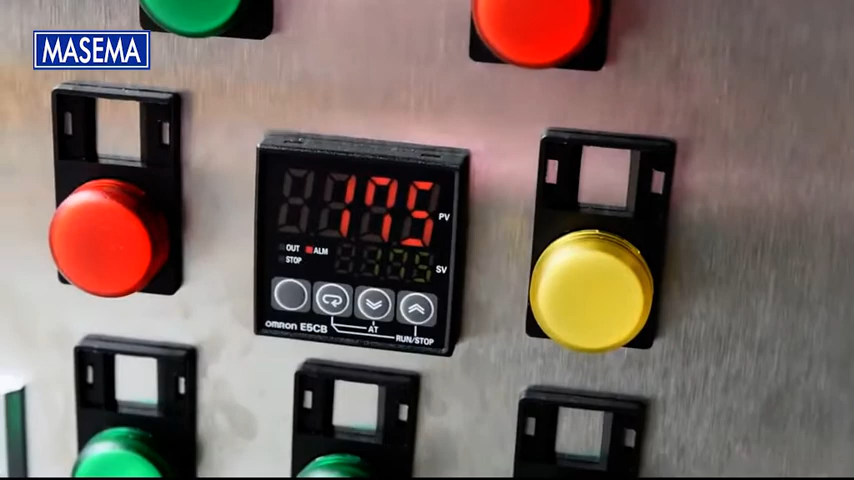 MASEMA
175
PV
OUT ALM
STOP
SV
omron E5CB
AT
RUN/STOP